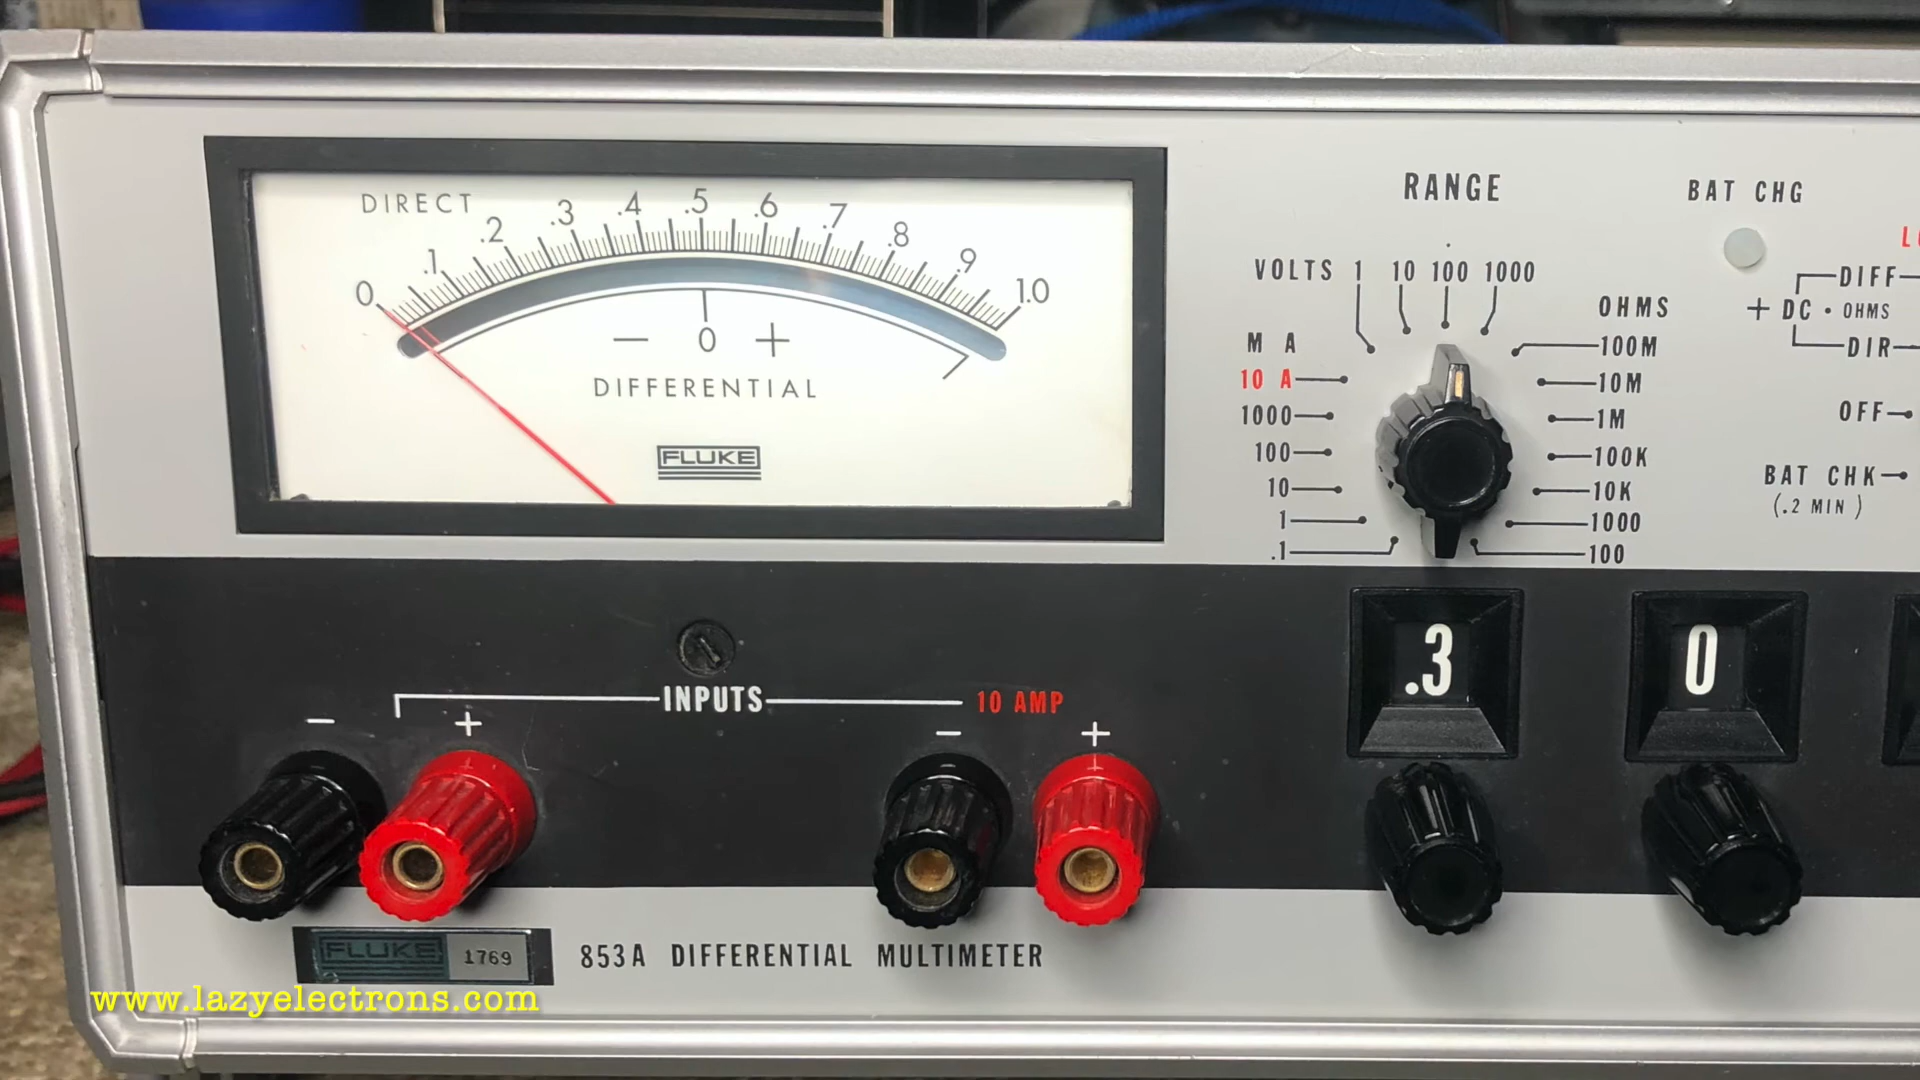 DIRECT
0 .1 .2 .3 .4 .5 .6 .7 .8 .9 1.0
− 0 +
DIFFERENTIAL
FLUKE
RANGE
VOLTS 1 10 100 1000
M A
10 A
1000
100
10
1
.1
OHMS
100M
10M
1M
100K
10K
1000
100
BAT CHG
DIFF
+ DC • OHMS
DIR
OFF
BAT CHK
(.2 MIN)
.3
0
INPUTS
10 AMP
− +
− +
FLUKE 1769
853A DIFFERENTIAL MULTIMETER
www.lazyelectrons.com